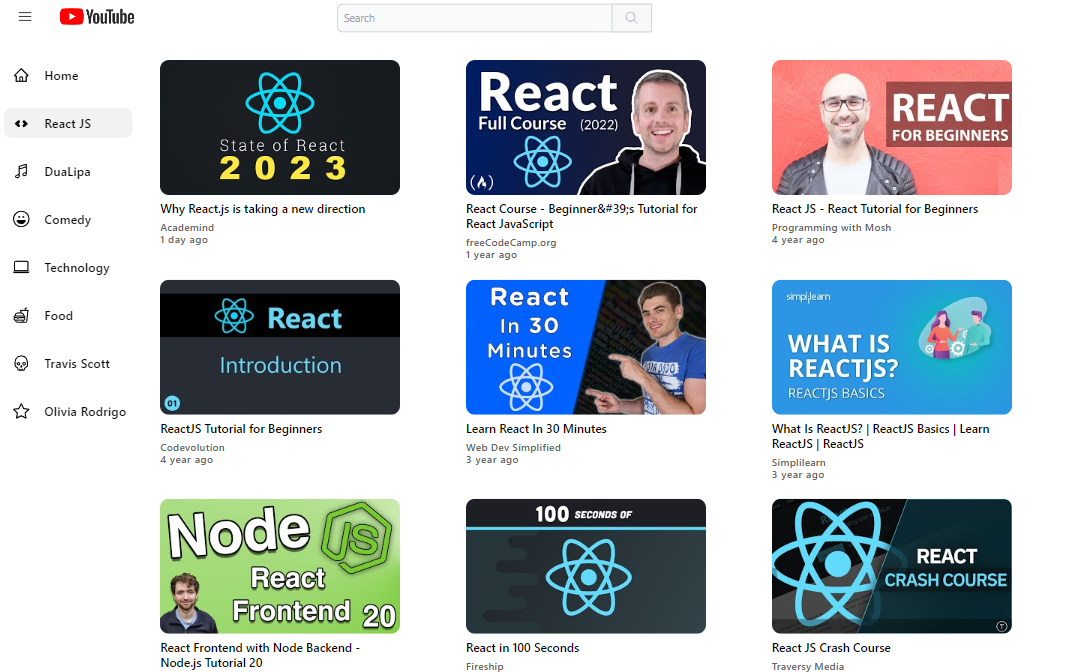 YouTube
Search
Home
React JS
DuaLipa
Comedy
Technology
Food
Travis Scott
Olivia Rodrigo
State of React
2023
Why React.js is taking a new direction
Academind
1 day ago
React
Full Course (2022)
React Course - Beginner&#39;s Tutorial for
React JavaScript
freeCodeCamp.org
1 year ago
REACT
FOR BEGINNERS
React JS - React Tutorial for Beginners
Programming with Mosh
4 year ago
React
Introduction
01
ReactJS Tutorial for Beginners
Codevolution
4 year ago
React
In 30
Minutes
Learn React In 30 Minutes
Web Dev Simplified
3 year ago
simplilearn
WHAT IS
REACTJS?
REACTJS BASICS
What Is ReactJS? | ReactJS Basics | Learn
ReactJS | ReactJS
Simplilearn
3 year ago
Node JS
React
Frontend 20
React Frontend with Node Backend -
Node.js Tutorial 20
100 SECONDS OF
React in 100 Seconds
Fireship
REACT
CRASH COURSE
React JS Crash Course
Traversy Media